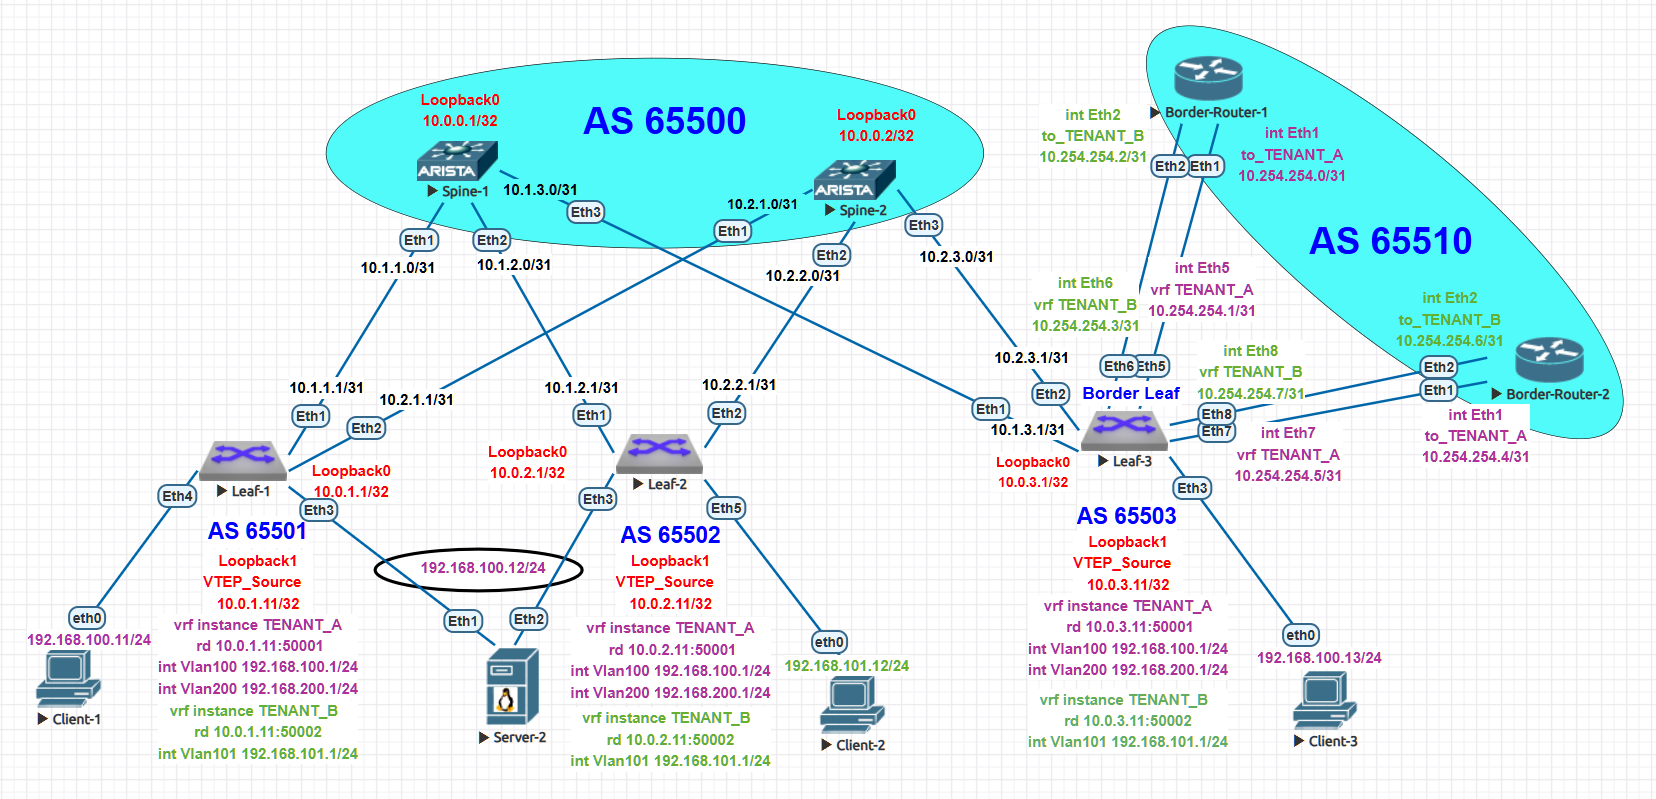 Loopback0
10.0.0.1/32
AS 65500
Loopback0
10.0.0.2/32
ARISTA
Spine-1
ARISTA
Spine-2
10.1.3.0/31
Eth3
10.2.1.0/31
Eth1
Eth1
Eth2
10.1.1.0/31
10.1.2.0/31
Eth2
10.2.2.0/31
Eth3
10.2.3.0/31
Border-Router-1
int Eth2
to_TENANT_B
10.254.254.2/31
int Eth1
to_TENANT_A
10.254.254.0/31
Eth2
Eth1
AS 65510
int Eth6
vrf TENANT_B
10.254.254.3/31
int Eth5
vrf TENANT_A
10.254.254.1/31
Eth6
Eth5
int Eth2
to_TENANT_B
10.254.254.6/31
Eth2
Eth1
Border-Router-2
int Eth1
to_TENANT_A
10.254.254.4/31
int Eth8
vrf TENANT_B
10.254.254.7/31
Eth8
Eth7
int Eth7
vrf TENANT_A
10.254.254.5/31
10.1.1.1/31
Eth1
10.2.1.1/31
Eth2
10.1.2.1/31
Eth1
10.2.2.1/31
Eth2
10.2.3.1/31
Eth2
Eth1
10.1.3.1/31
Border Leaf
Leaf-3
Loopback0
10.0.3.1/32
Eth3
Leaf-1
Loopback0
10.0.1.1/32
Eth4
Eth3
Loopback0
10.0.2.1/32
Leaf-2
Eth3
Eth5
AS 65501
Loopback1
VTEP_Source
10.0.1.11/32
vrf instance TENANT_A
rd 10.0.1.11:50001
int Vlan100 192.168.100.1/24
int Vlan200 192.168.200.1/24
vrf instance TENANT_B
rd 10.0.1.11:50002
int Vlan101 192.168.101.1/24
AS 65502
Loopback1
VTEP_Source
10.0.2.11/32
vrf instance TENANT_A
rd 10.0.2.11:50001
int Vlan100 192.168.100.1/24
int Vlan200 192.168.200.1/24
vrf instance TENANT_B
rd 10.0.2.11:50002
int Vlan101 192.168.101.1/24
AS 65503
Loopback1
VTEP_Source
10.0.3.11/32
vrf instance TENANT_A
rd 10.0.3.11:50001
int Vlan100 192.168.100.1/24
int Vlan200 192.168.200.1/24
vrf instance TENANT_B
rd 10.0.3.11:50002
int Vlan101 192.168.101.1/24
192.168.100.12/24
Eth1
Eth2
Server-2
eth0
192.168.100.11/24
Client-1
eth0
192.168.101.12/24
Client-2
eth0
192.168.100.13/24
Client-3